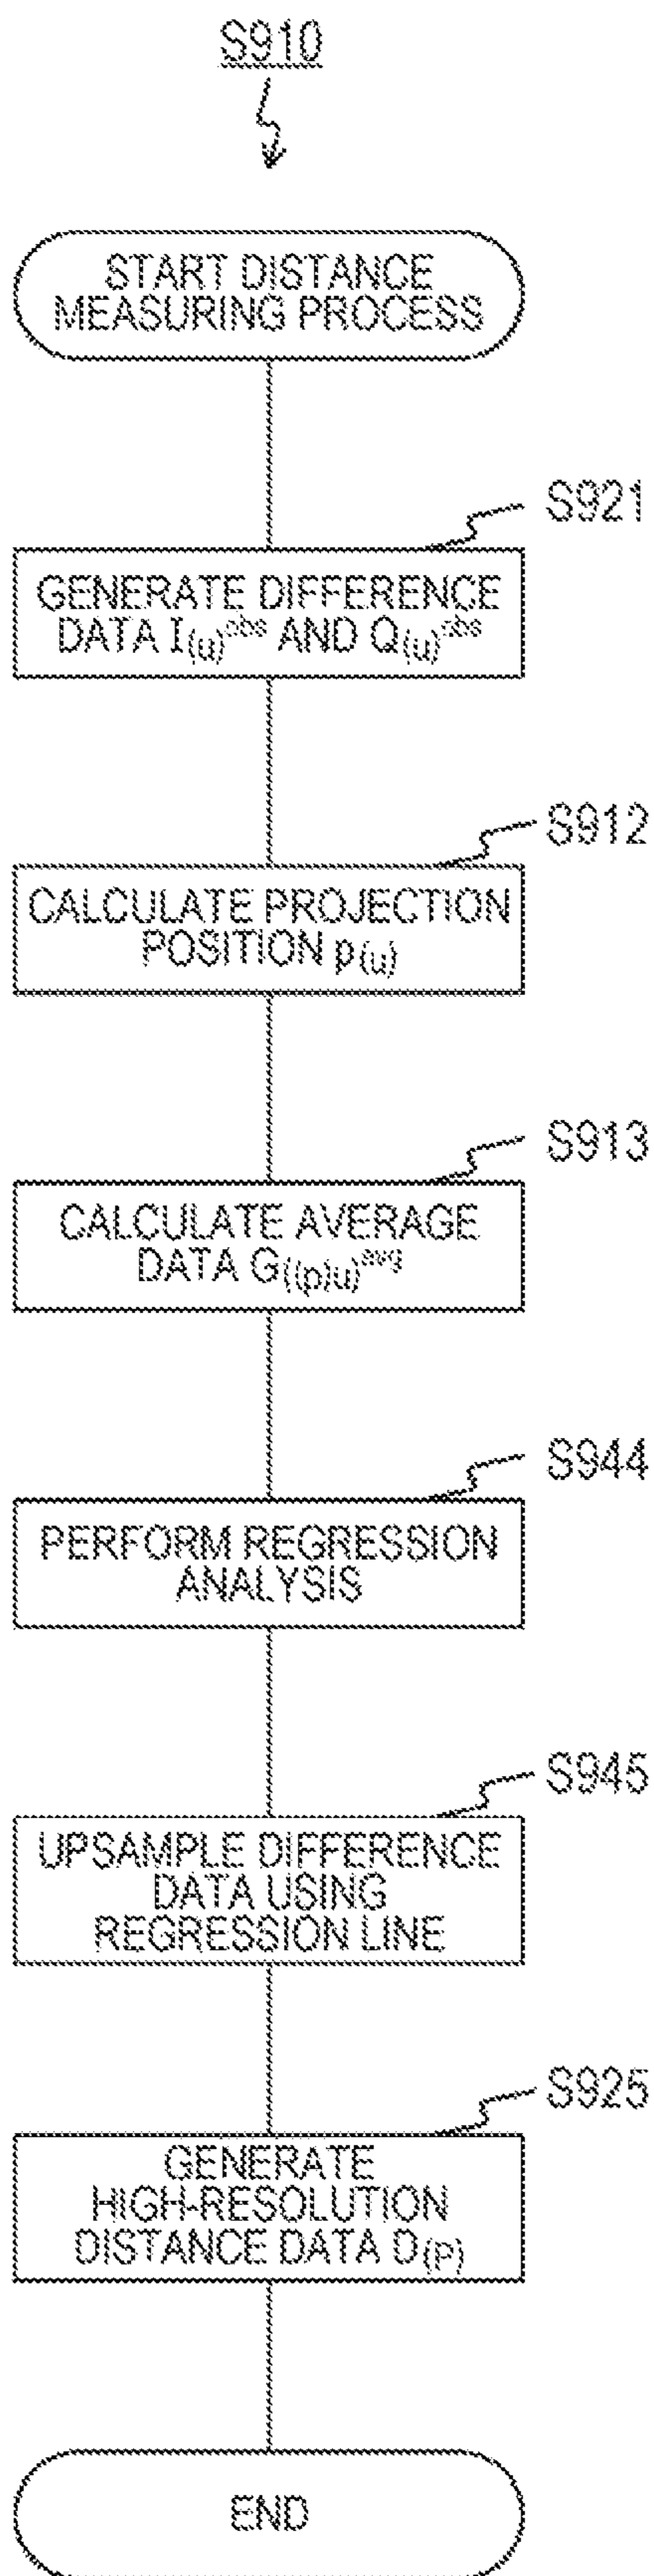 S910
START DISTANCE
MEASURING PROCESS
S921
GENERATE DIFFERENCE
DATA I(u)^obs AND Q(u)^obs
S912
CALCULATE PROJECTION
POSITION p(u)
S913
CALCULATE AVERAGE
DATA G((p)u)^avg
S944
PERFORM REGRESSION
ANALYSIS
S945
UPSAMPLE DIFFERENCE
DATA USING
REGRESSION LINE
S925
GENERATE
HIGH-RESOLUTION
DISTANCE DATA D(P)
END